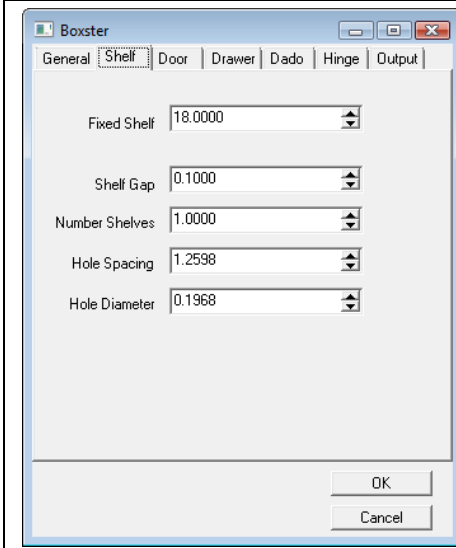 Boxster
General Shelf Door Drawer Dado Hinge Output
Fixed Shelf 18.0000
Shelf Gap 0.1000
Number Shelves 1.0000
Hole Spacing 1.2598
Hole Diameter 0.1968
OK
Cancel